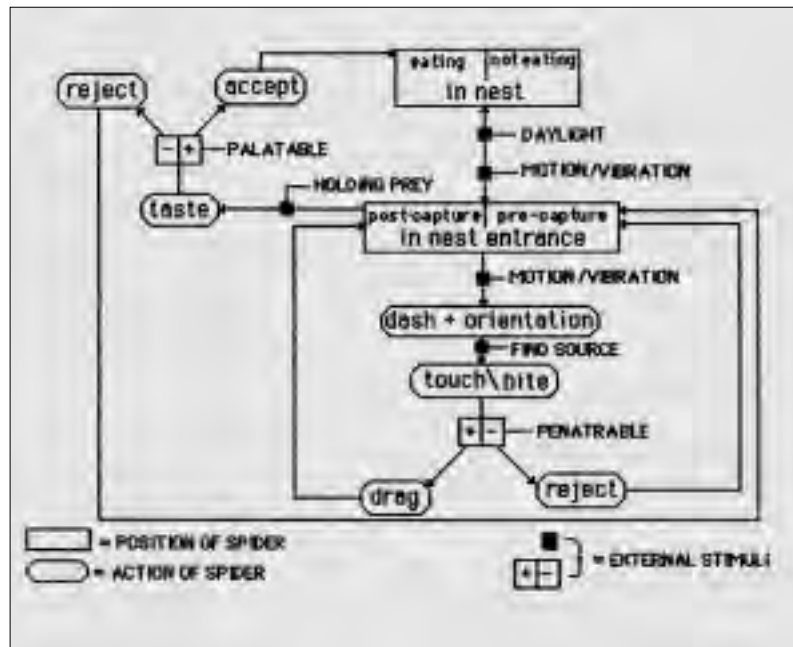 eating | not eating
in nest
reject
accept
- +
PALATABLE
DAYLIGHT
MOTION/VIBRATION
HOLDING PREY
taste
post-capture | pre-capture
in nest entrance
MOTION/VIBRATION
dash + orientation
FIND SOURCE
touch\bite
+ -
PENATRABLE
drag
reject
= POSITION OF SPIDER
= ACTION OF SPIDER
+ -
= EXTERNAL STIMULI